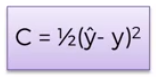 C = ½(ŷ- y)²